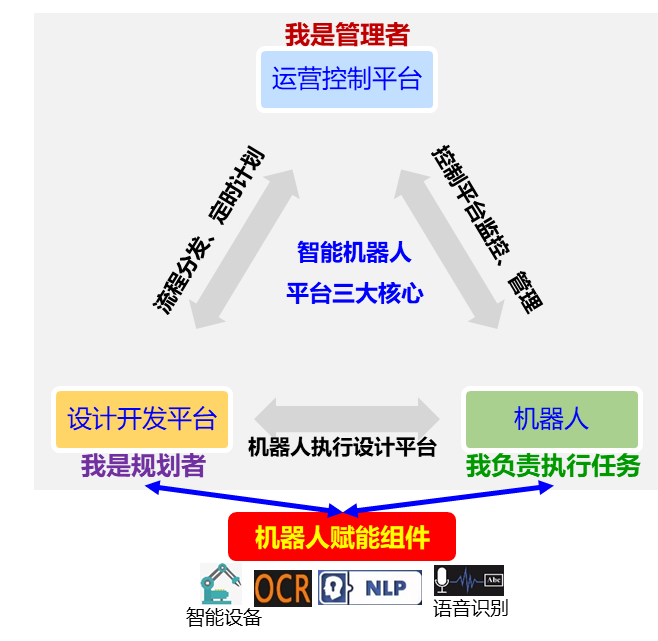 我是管理者
运营控制平台
流程分发、定时计划
控制平台监控、管理
智能机器人
平台三大核心
设计开发平台
机器人
机器人执行设计平台
我是规划者
我负责执行任务
机器人赋能组件
OCR
NLP
Abc
智能设备
语音识别